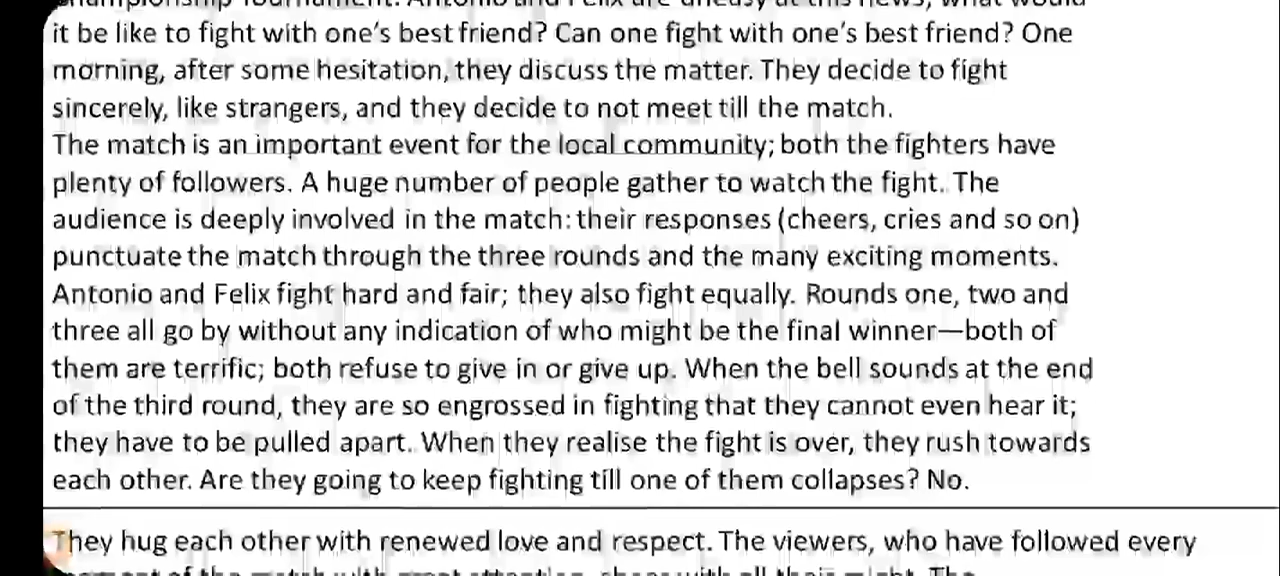 it be like to fight with one's best friend? Can one fight with one's best friend? One
morning, after some hesitation, they discuss the matter. They decide to fight
sincerely, like strangers, and they decide to not meet till the match.
The match is an important event for the local community; both the fighters have
plenty of followers. A huge number of people gather to watch the fight. The
audience is deeply involved in the match: their responses (cheers, cries and so on)
punctuate the match through the three rounds and the many exciting moments.
Antonio and Felix fight hard and fair; they also fight equally. Rounds one, two and
three all go by without any indication of who might be the final winner—both of
them are terrific; both refuse to give in or give up. When the bell sounds at the end
of the third round, they are so engrossed in fighting that they cannot even hear it;
they have to be pulled apart. When they realise the fight is over, they rush towards
each other. Are they going to keep fighting till one of them collapses? No.
They hug each other with renewed love and respect. The viewers, who have followed every